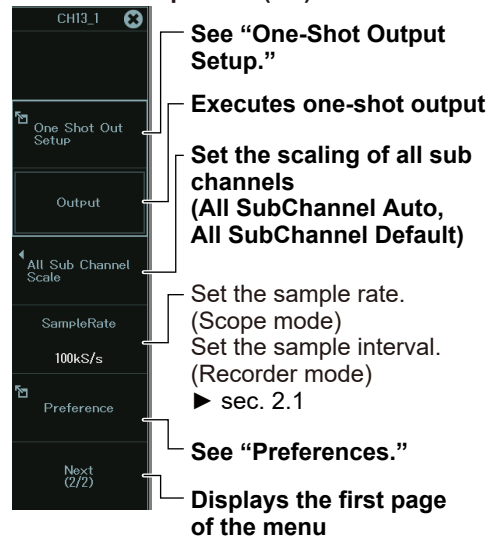 CH13_1
See “One-Shot Output
Setup.”
One Shot Out
Setup
Executes one-shot output
Output
Set the scaling of all sub
channels
(All SubChannel Auto,
All SubChannel Default)
All Sub Channel
Scale
Set the sample rate.
(Scope mode)
Set the sample interval.
(Recorder mode)
► sec. 2.1
SampleRate
100kS/s
Preference
See “Preferences.”
Next
(2/2)
Displays the first page
of the menu